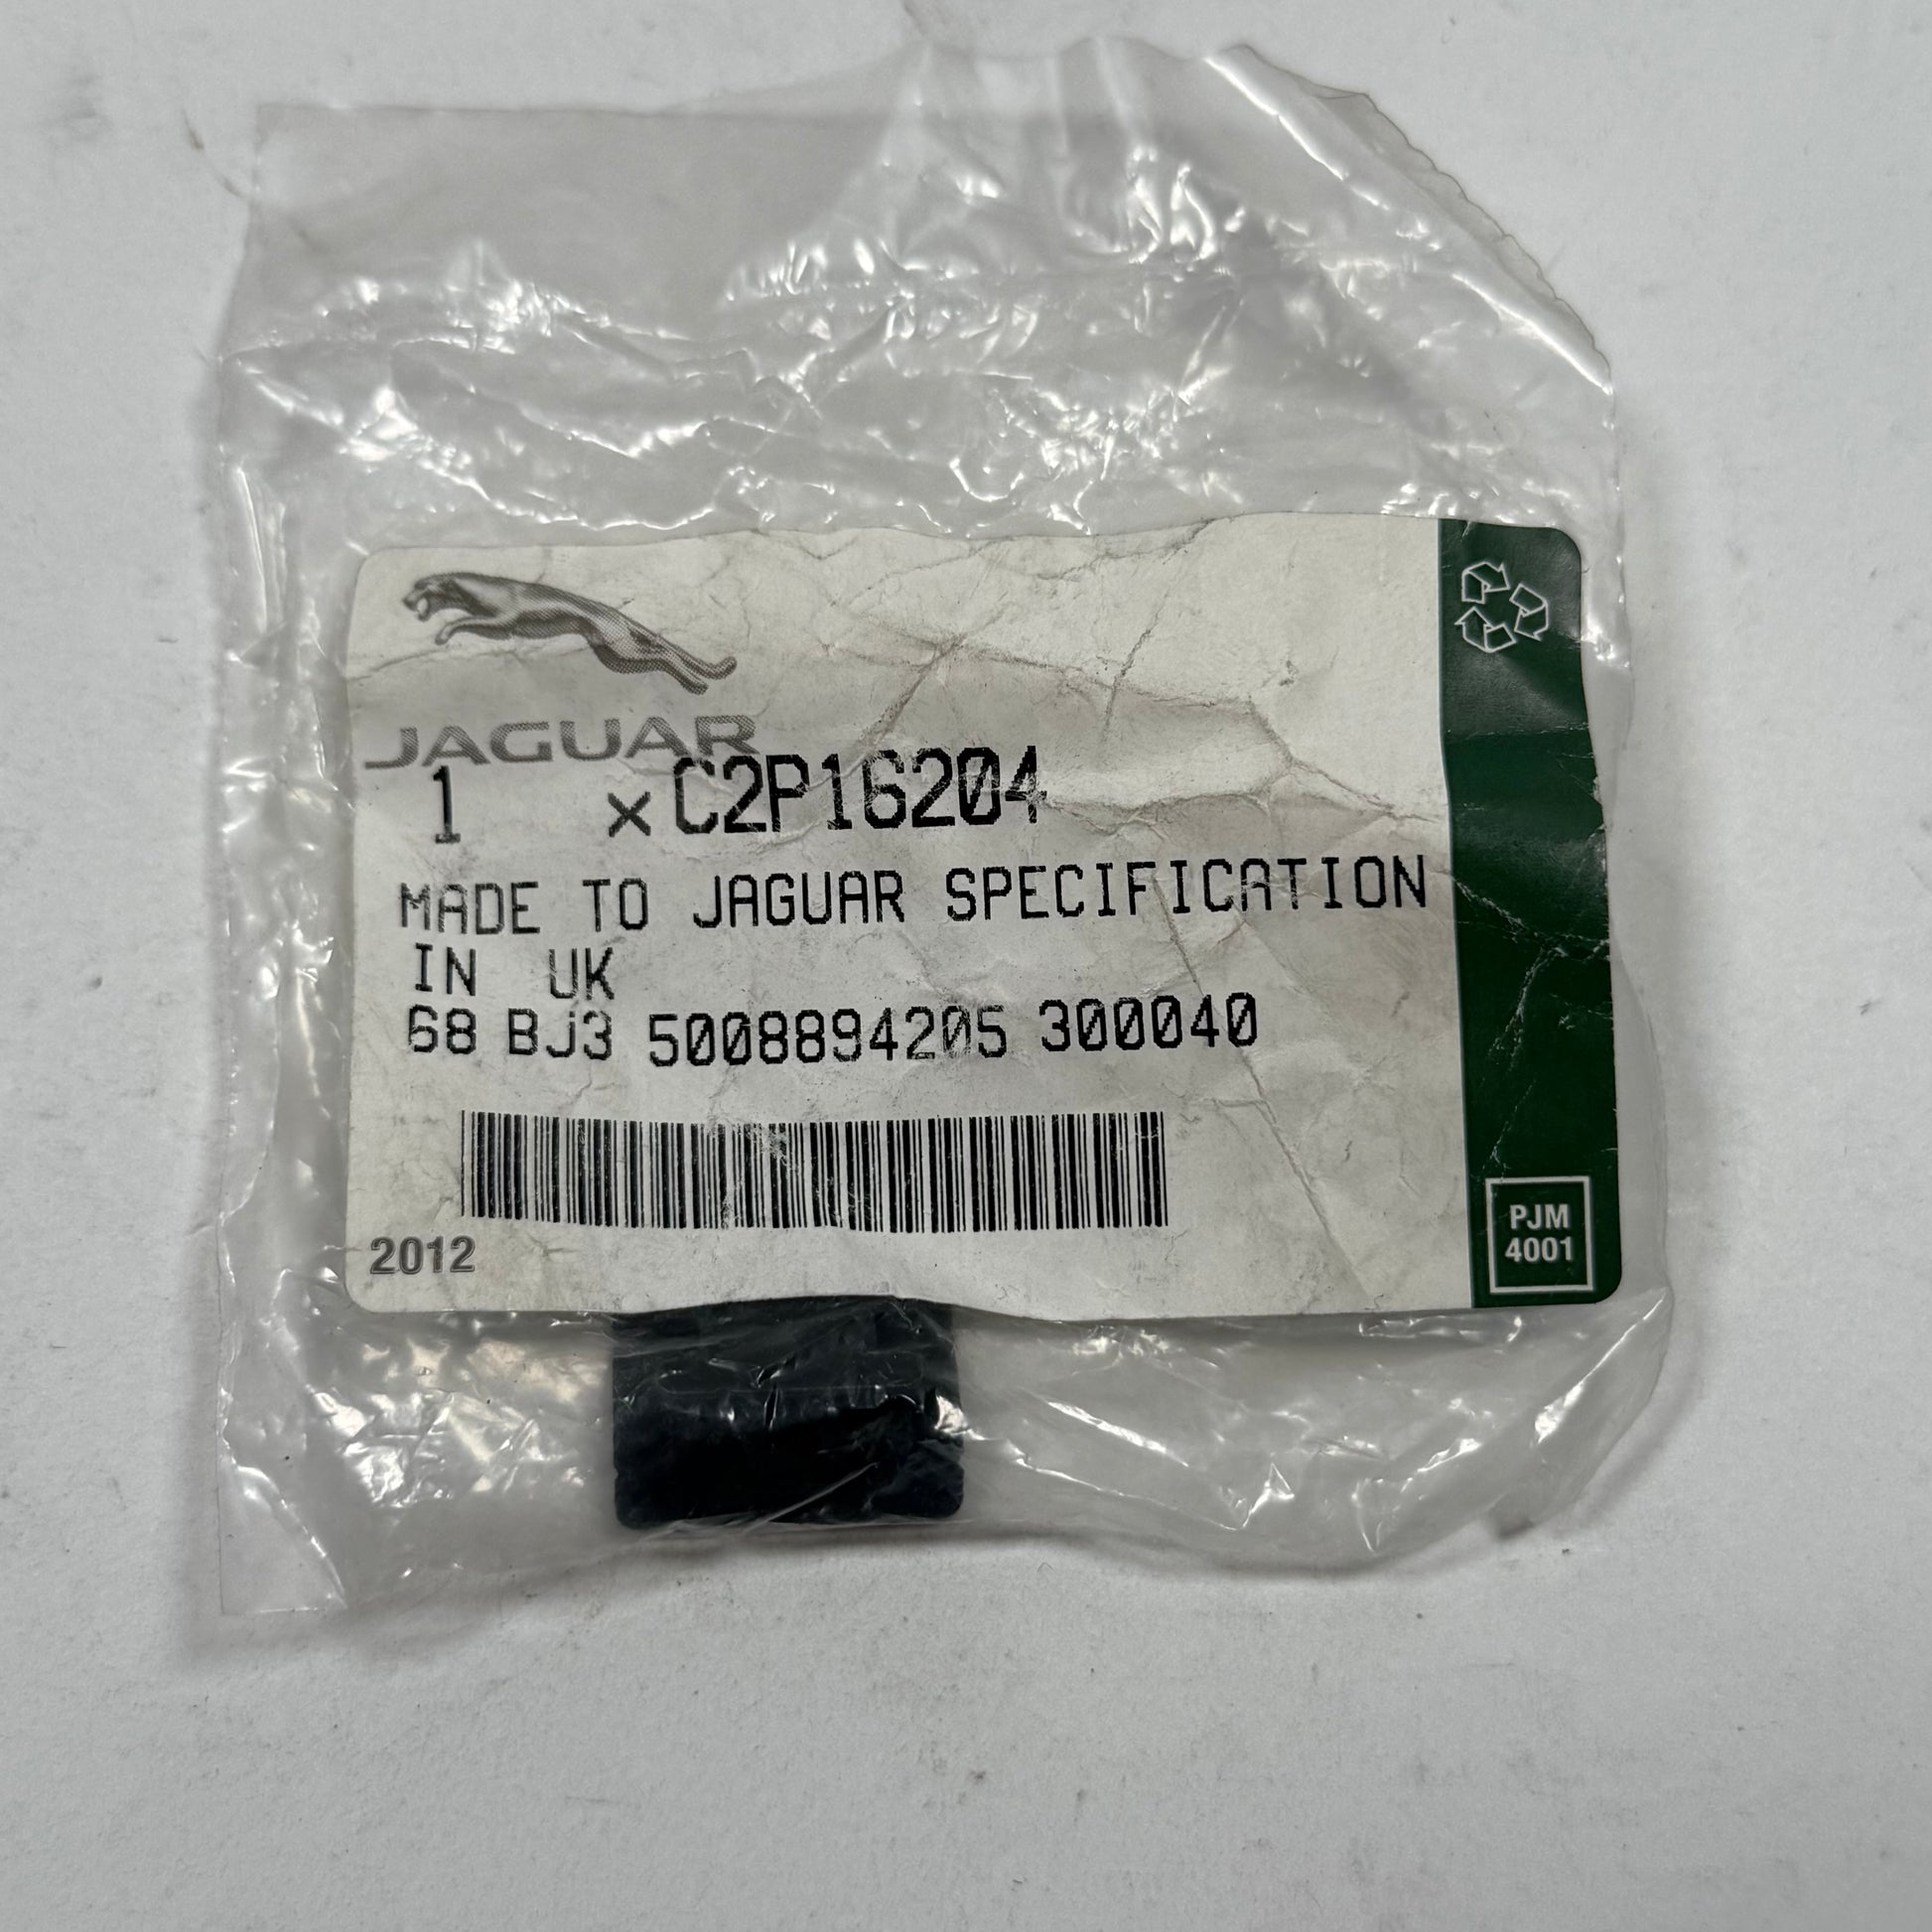 JAGUAR
1 x C2P16204
MADE TO JAGUAR SPECIFICATION
IN UK
68 BJ3 5008894205 300040
2012
PJM
4001